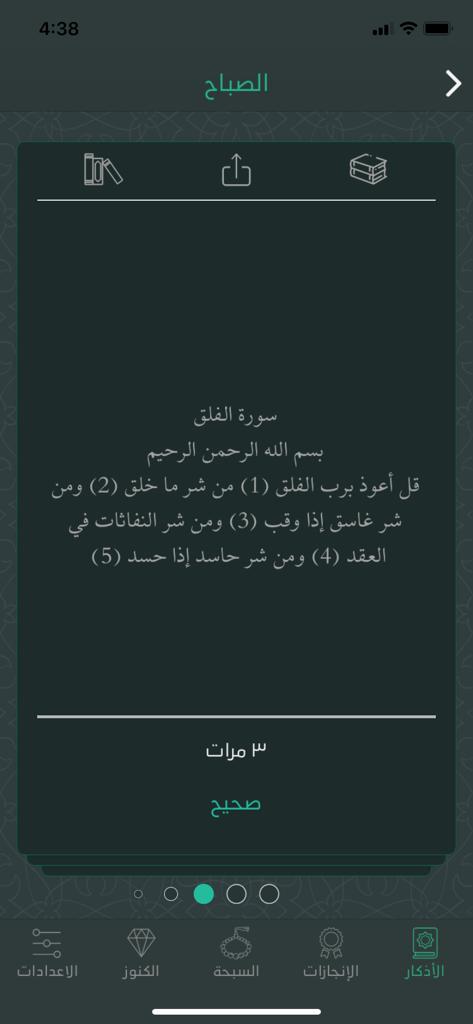 4:38
الصباح
سورة الفلق
بسم الله الرحمن الرحيم
قل أعوذ برب الفلق (1) من شر ما خلق (2) ومن
شر غاسق إذا وقب (3) ومن شر النفاثات في
العقد (4) ومن شر حاسد إذا حسد (5)
٣ مرات
صحيح
الأذكار
الإنجازات
السبحة
الكنوز
الاعدادات